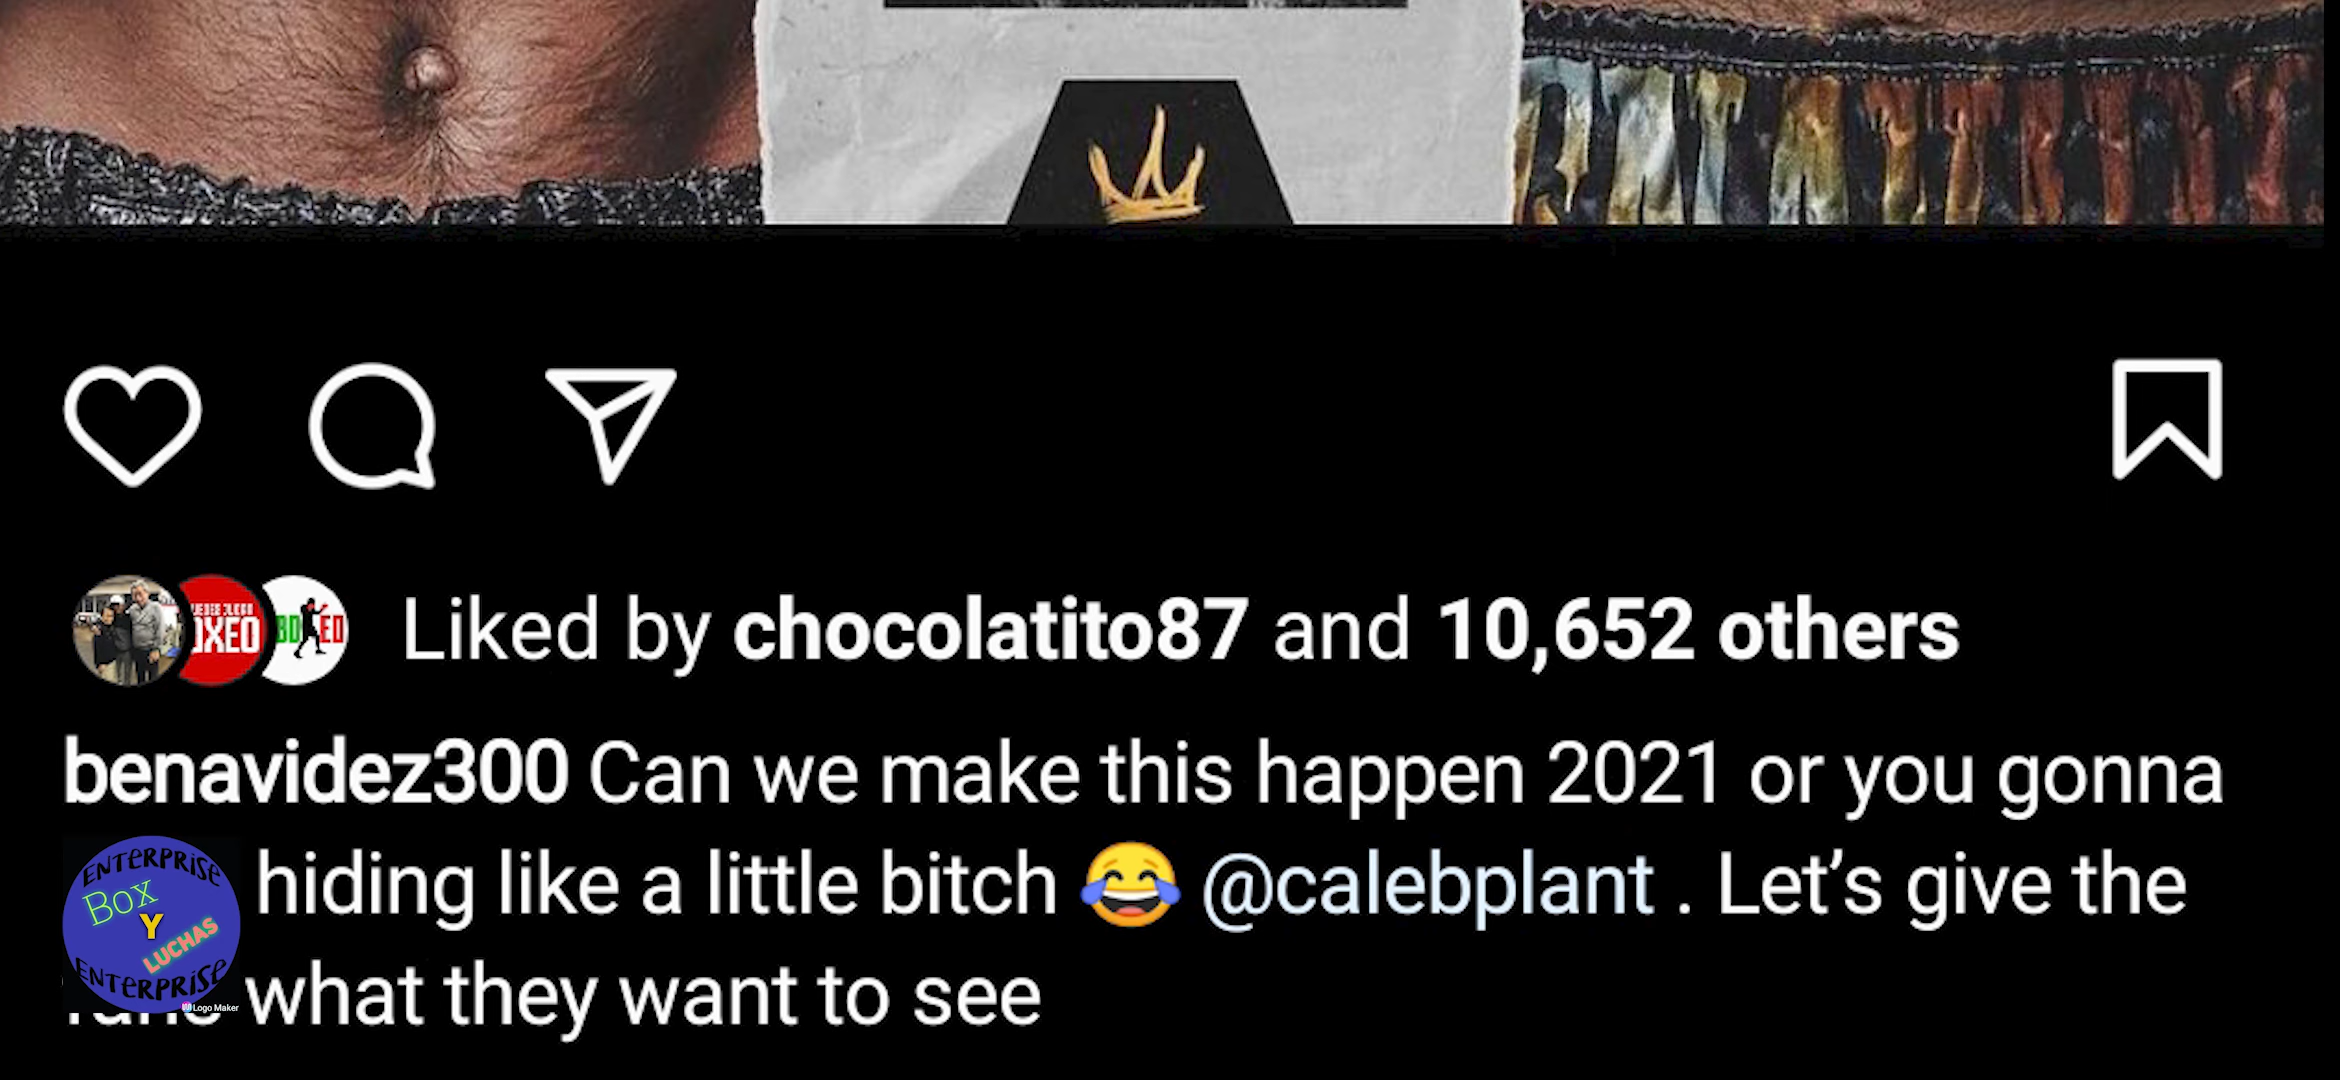 Liked by chocolatito87 and 10,652 others
benavidez300 Can we make this happen 2021 or you gonna
hiding like a little bitch 😂 @calebplant . Let's give the
what they want to see
ENTERPRISE
BOX
Y
LUCHAS
ENTERPRISE
Logo Maker
OXEO